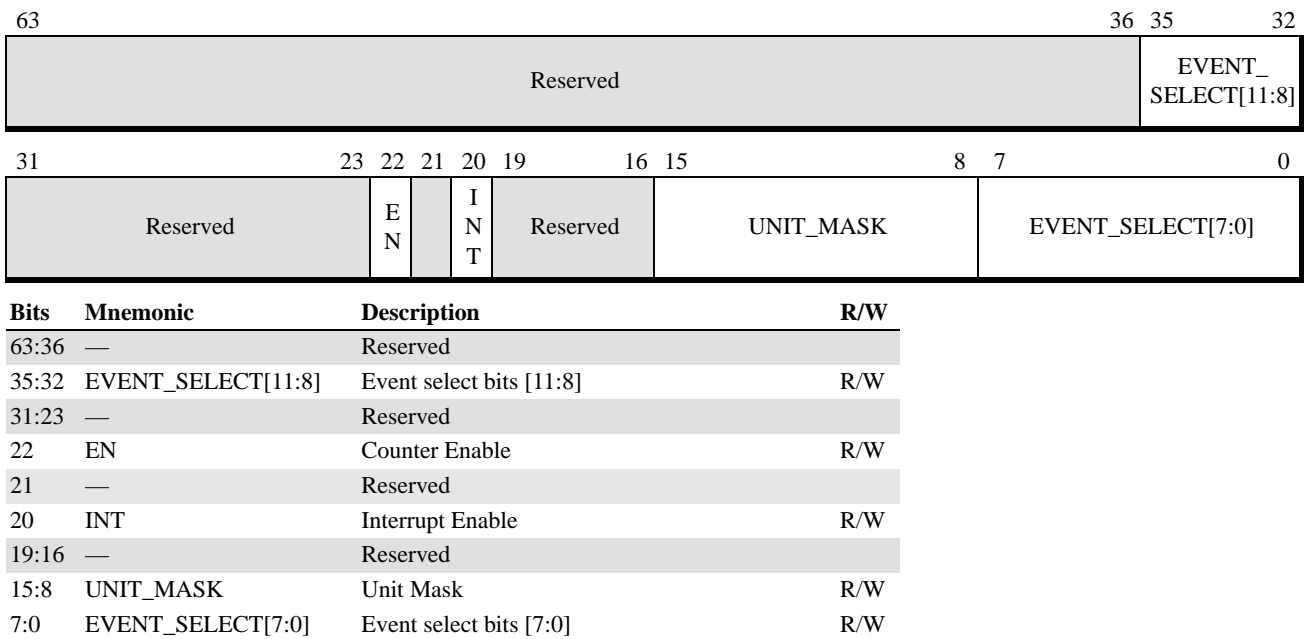 63 36 35 32
Reserved
EVENT_
SELECT[11:8]
31 23 22 21 20 19 16 15 8 7 0
Reserved
E
N
I
N
T
Reserved
UNIT_MASK
EVENT_SELECT[7:0]
Bits Mnemonic Description R/W
63:36 — Reserved
35:32 EVENT_SELECT[11:8] Event select bits [11:8] R/W
31:23 — Reserved
22 EN Counter Enable R/W
21 — Reserved
20 INT Interrupt Enable R/W
19:16 — Reserved
15:8 UNIT_MASK Unit Mask R/W
7:0 EVENT_SELECT[7:0] Event select bits [7:0] R/W